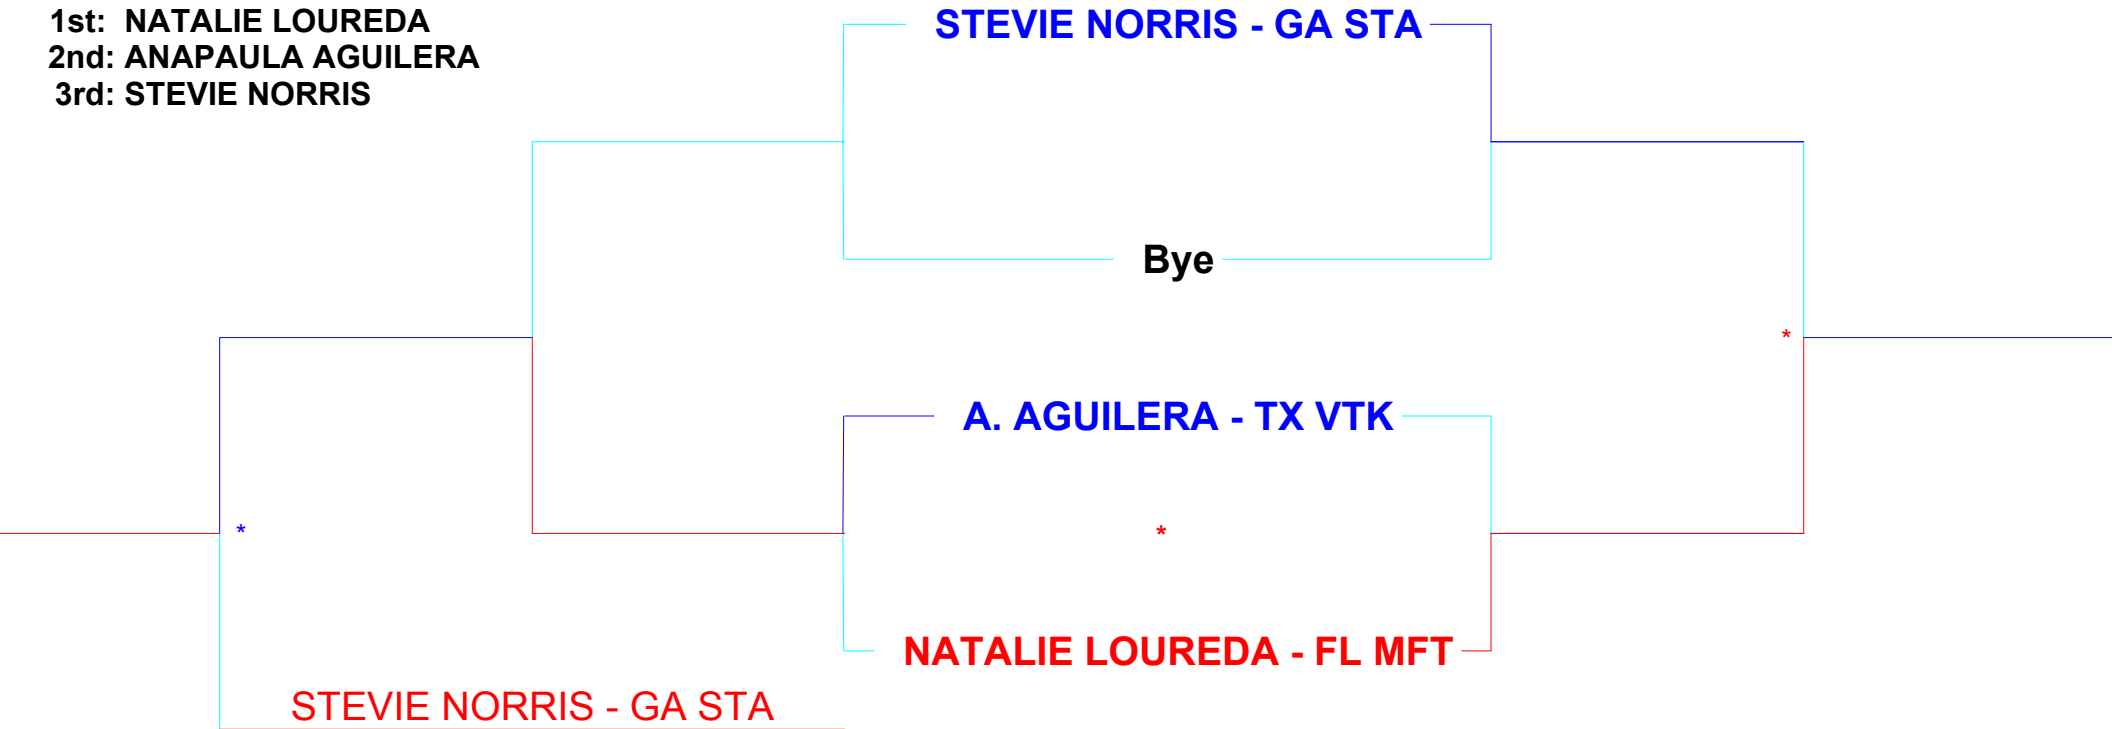 1st: NATALIE LOUREDA
2nd: ANAPAULA AGUILERA
3rd: STEVIE NORRIS
STEVIE NORRIS - GA STA
Bye
*
A. AGUILERA - TX VTK
*
*
NATALIE LOUREDA - FL MFT
STEVIE NORRIS - GA STA